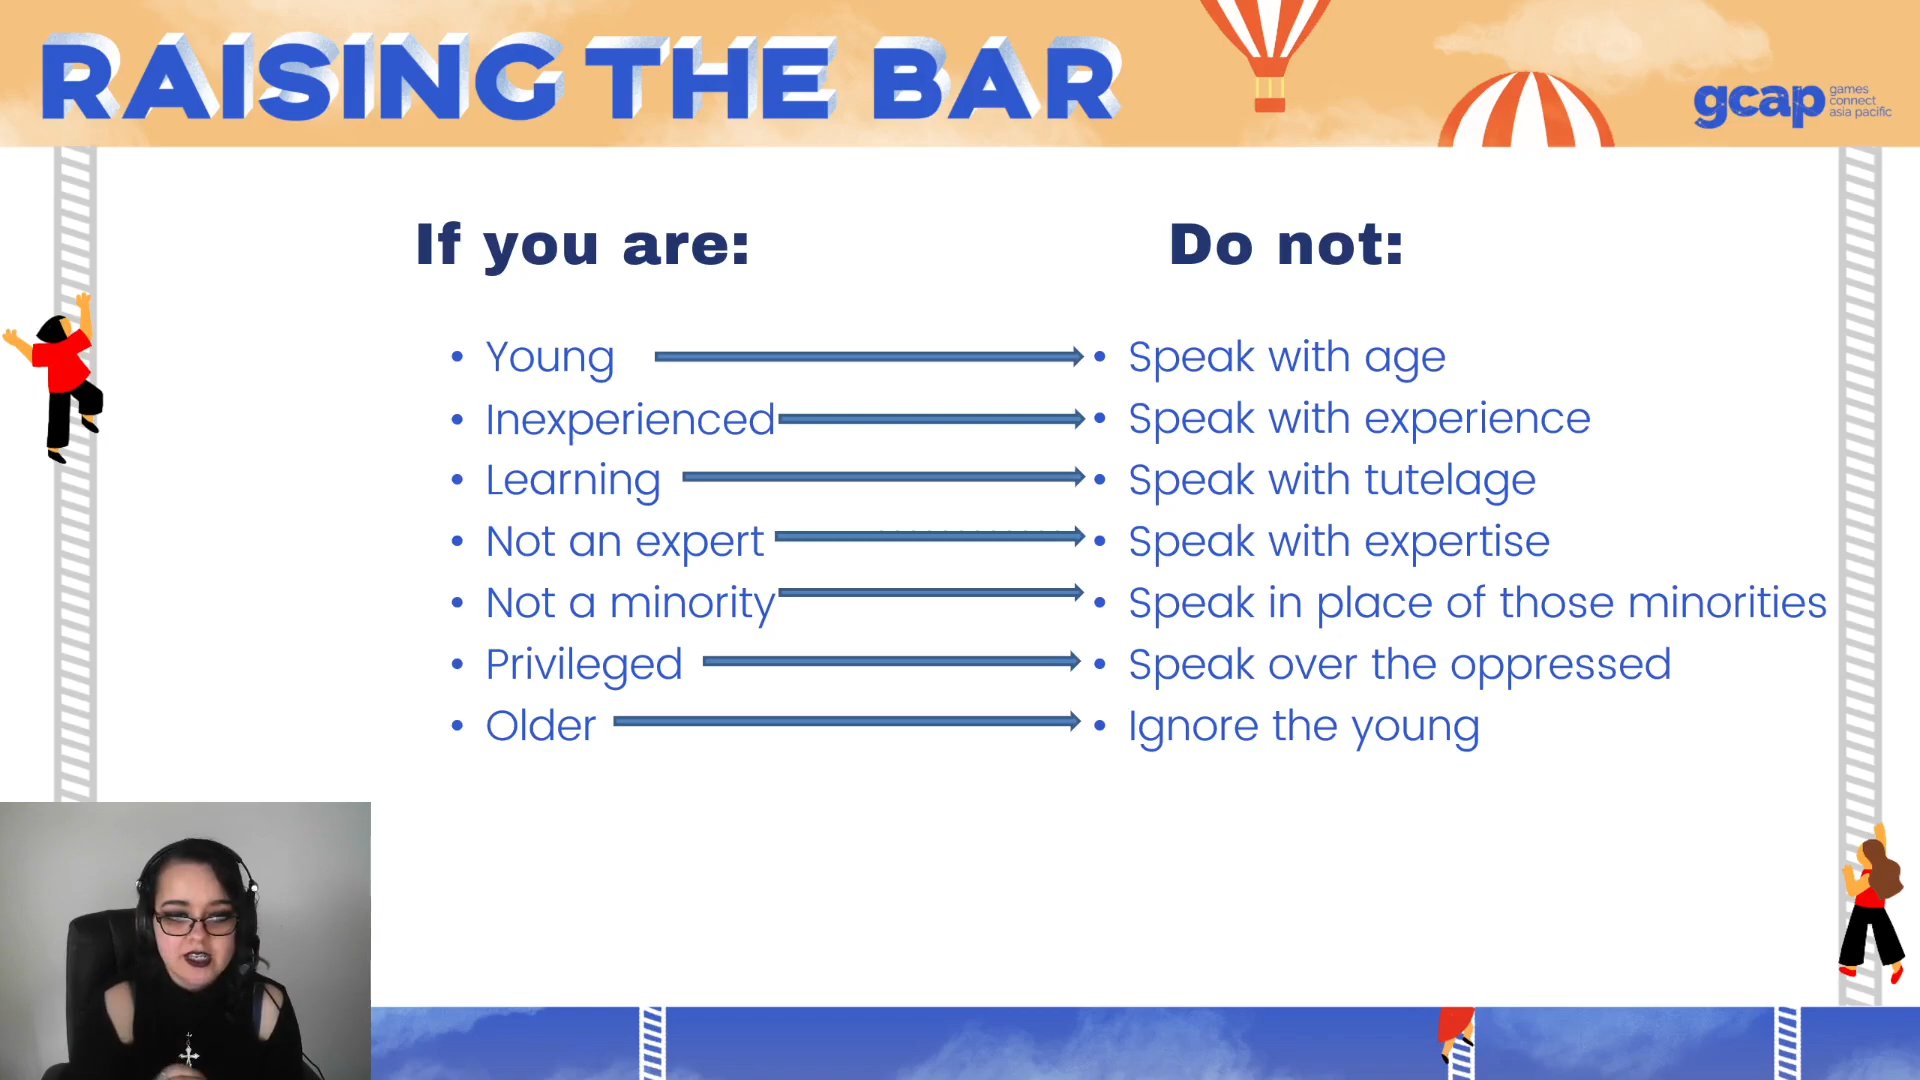 RAISING THE BAR
gcap games
connect
asia pacific
If you are:
Do not:
• Young
• Speak with age
• Inexperienced
• Speak with experience
• Learning
• Speak with tutelage
• Not an expert
• Speak with expertise
• Not a minority
• Speak in place of those minorities
• Privileged
• Speak over the oppressed
• Older
• Ignore the young